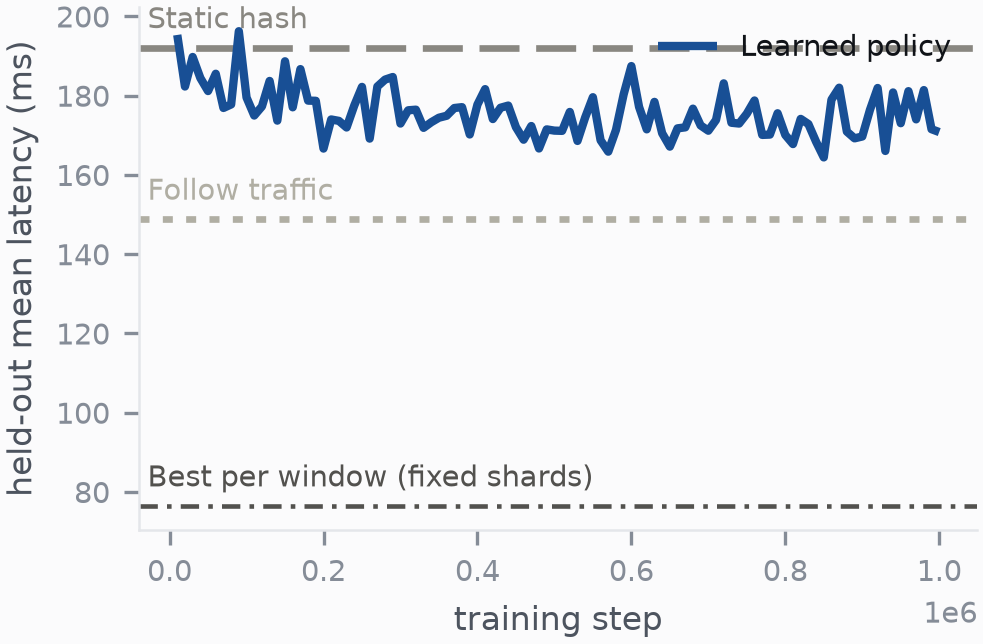 held-out mean latency (ms)
200
180
160
140
120
100
80
Static hash
Learned policy
Follow traffic
Best per window (fixed shards)
0.0
0.2
0.4
0.6
0.8
1.0
1e6
training step